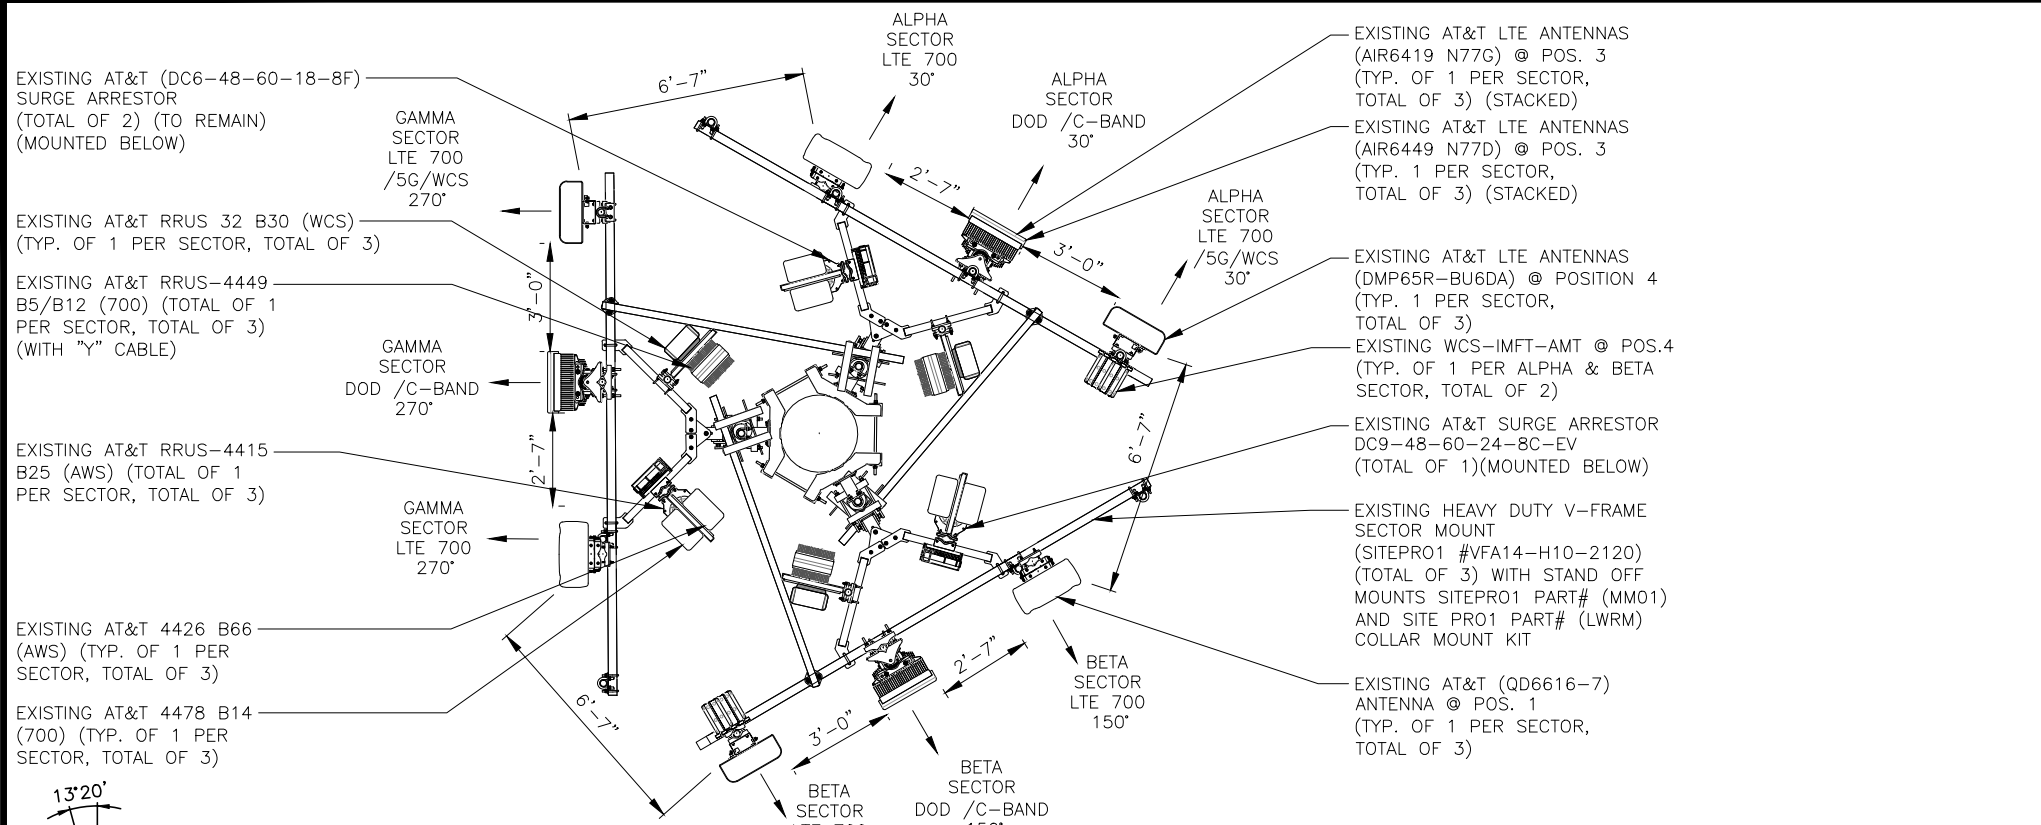 EXISTING AT&T (DC6-48-60-18-8F)
SURGE ARRESTOR
(TOTAL OF 2) (TO REMAIN)
(MOUNTED BELOW)
EXISTING AT&T RRUS 32 B30 (WCS)
(TYP. OF 1 PER SECTOR, TOTAL OF 3)
EXISTING AT&T RRUS-4449
B5/B12 (700) (TOTAL OF 1
PER SECTOR, TOTAL OF 3)
(WITH "Y" CABLE)
EXISTING AT&T RRUS-4415
B25 (AWS) (TOTAL OF 1
PER SECTOR, TOTAL OF 3)
EXISTING AT&T 4426 B66
(AWS) (TYP. OF 1 PER
SECTOR, TOTAL OF 3)
EXISTING AT&T 4478 B14
(700) (TYP. OF 1 PER
SECTOR, TOTAL OF 3)
13°20'
GAMMA
SECTOR
LTE 700
/5G/WCS
270°
GAMMA
SECTOR
DOD /C-BAND
270°
GAMMA
SECTOR
LTE 700
270°
3'-0"
2'-7"
6'-7"
6'-7"
ALPHA
SECTOR
LTE 700
30°
ALPHA
SECTOR
DOD /C-BAND
30°
ALPHA
SECTOR
LTE 700
/5G/WCS
30°
2'-7"
3'-0"
6'-7"
2'-7"
3'-0"
BETA
SECTOR
LTE 700
150°
BETA
SECTOR
DOD /C-BAND
150°
BETA
SECTOR
LTE 700
EXISTING AT&T LTE ANTENNAS
(AIR6419 N77G) @ POS. 3
(TYP. OF 1 PER SECTOR,
TOTAL OF 3) (STACKED)
EXISTING AT&T LTE ANTENNAS
(AIR6449 N77D) @ POS. 3
(TYP. 1 PER SECTOR,
TOTAL OF 3) (STACKED)
EXISTING AT&T LTE ANTENNAS
(DMP65R-BU6DA) @ POSITION 4
(TYP. 1 PER SECTOR,
TOTAL OF 3)
EXISTING WCS-IMFT-AMT @ POS.4
(TYP. OF 1 PER ALPHA & BETA
SECTOR, TOTAL OF 2)
EXISTING AT&T SURGE ARRESTOR
DC9-48-60-24-8C-EV
(TOTAL OF 1)(MOUNTED BELOW)
EXISTING HEAVY DUTY V-FRAME
SECTOR MOUNT
(SITEPRO1 #VFA14-H10-2120)
(TOTAL OF 3) WITH STAND OFF
MOUNTS SITEPRO1 PART# (MM01)
AND SITE PRO1 PART# (LWRM)
COLLAR MOUNT KIT
EXISTING AT&T (QD6616-7)
ANTENNA @ POS. 1
(TYP. OF 1 PER SECTOR,
TOTAL OF 3)